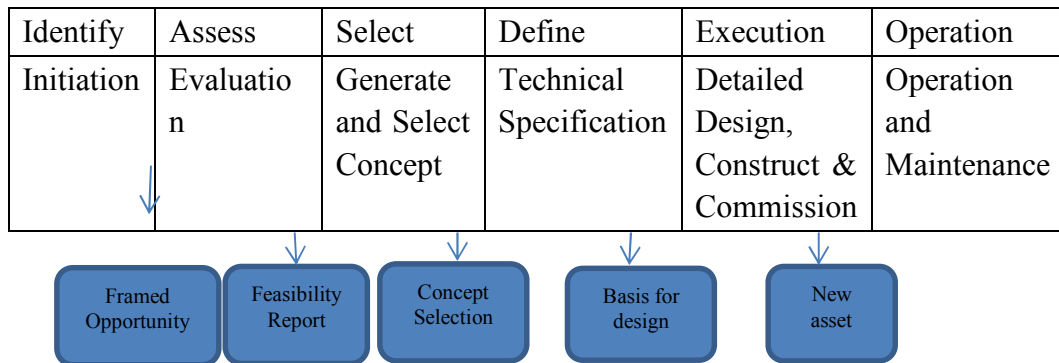 Identify Assess Select Define Execution Operation
Initiation Evaluatio Generate Technical Detailed Operation
n and Select Specification Design, and
Concept Construct & Maintenance
Commission
Framed Feasibility Concept Basis for New
Opportunity Report Selection design asset